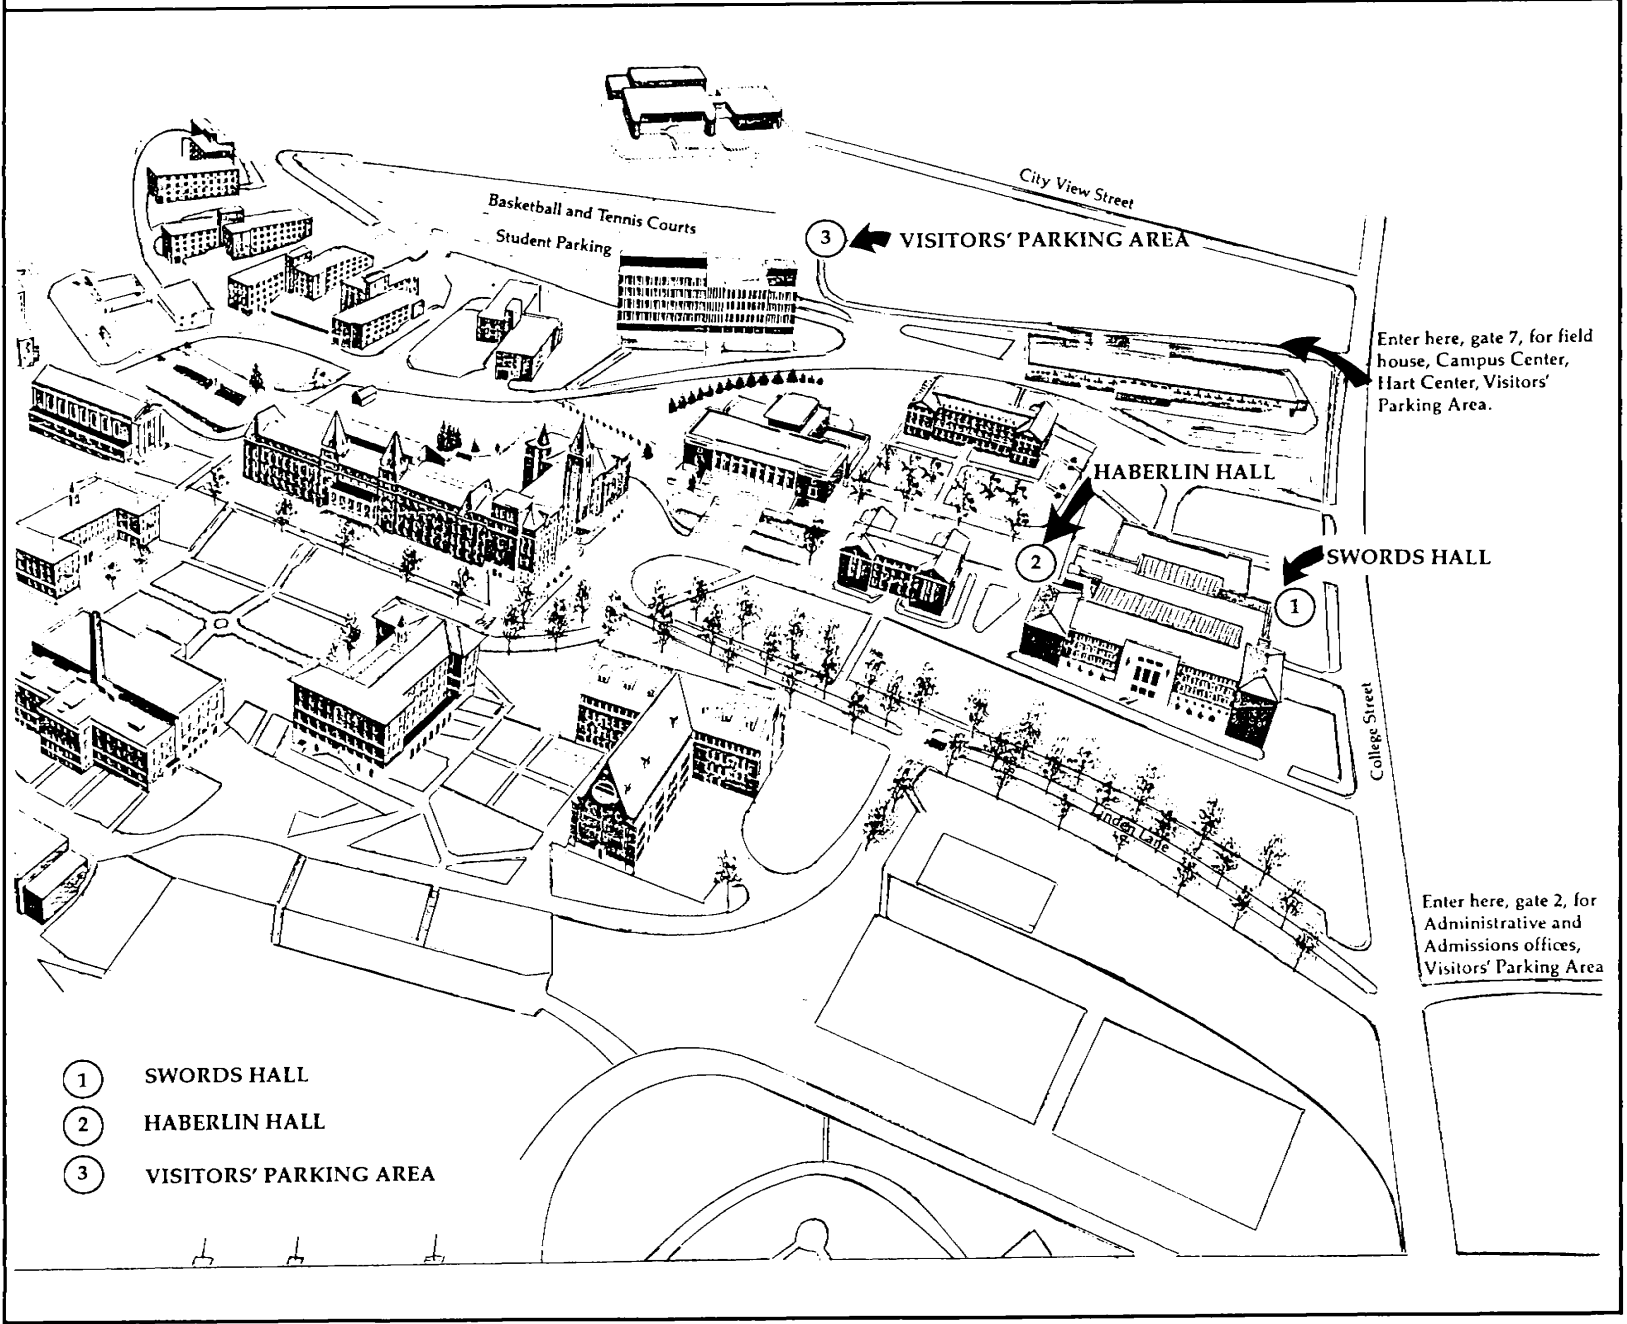 City View Street
Basketball and Tennis Courts
Student Parking
3
VISITORS' PARKING AREA
Enter here, gate 7, for field
house, Campus Center,
Hart Center, Visitors'
Parking Area.
HABERLIN HALL
2
SWORDS HALL
1
College Street
Linden Lane
Enter here, gate 2, for
Administrative and
Admissions offices,
Visitors' Parking Area
1 SWORDS HALL
2 HABERLIN HALL
3 VISITORS' PARKING AREA